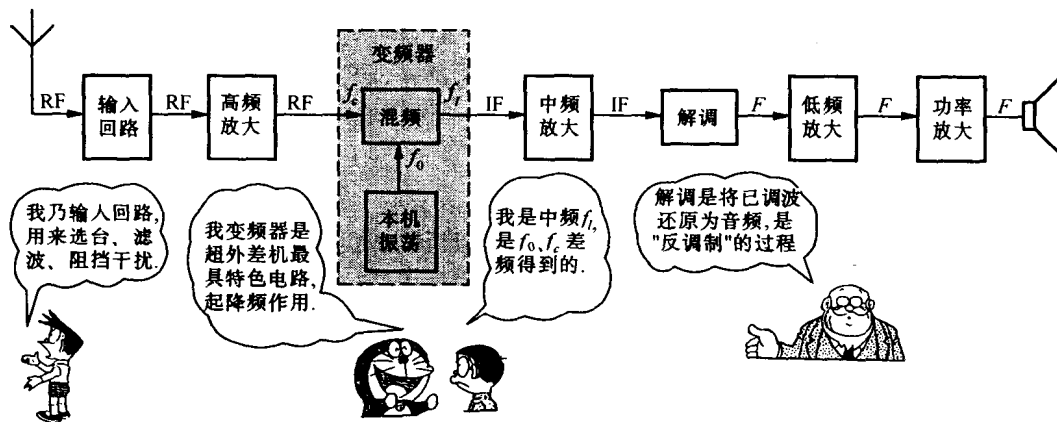 变频器
RF
输入
回路
RF
高频
放大
RF
f_c
混频
f_I
IF
中频
放大
IF
解调
F
低频
放大
F
功率
放大
F
f_0
本机
振荡
我乃输人回路,
用来选台、滤
波、阻挡干扰.
我变频器是
超外差机最
具特色电路,
起降频作用.
我是中频f_I,
是f_0、f_c差
频得到的.
解调是将已调波
还原为音频,是
"反调制"的过程